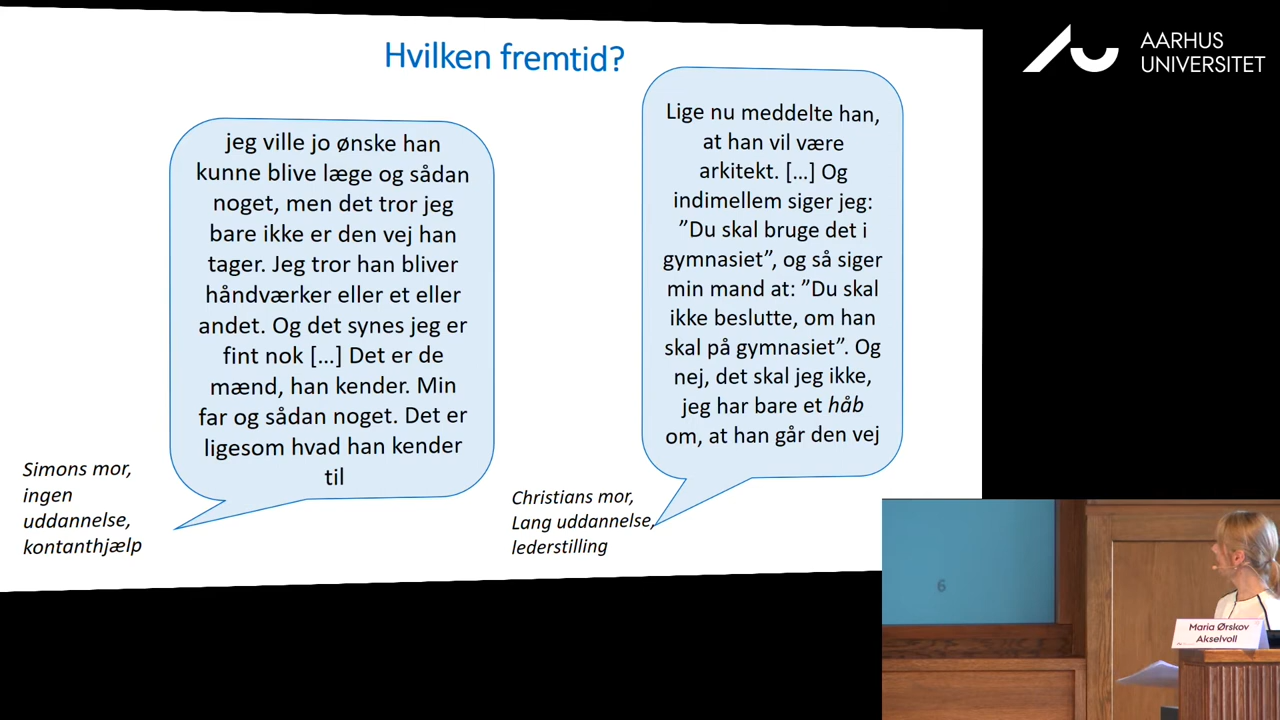 Hvilken fremtid?
AARHUS
UNIVERSITET
jeg ville jo ønske han
kunne blive læge og sådan
noget, men det tror jeg
bare ikke er den vej han
tager. Jeg tror han bliver
håndværker eller et eller
andet. Og det synes jeg er
fint nok […] Det er de
mænd, han kender. Min
far og sådan noget. Det er
ligesom hvad han kender
til
Simons mor,
ingen
uddannelse,
kontanthjælp
Lige nu meddelte han,
at han vil være
arkitekt. […] Og
indimellem siger jeg:
”Du skal bruge det i
gymnasiet”, og så siger
min mand at: ”Du skal
ikke beslutte, om han
skal på gymnasiet”. Og
nej, det skal jeg ikke,
jeg har bare et håb
om, at han går den vej
Christians mor,
Lang uddannelse,
lederstilling
6
Maria Ørskov
Akselvoll